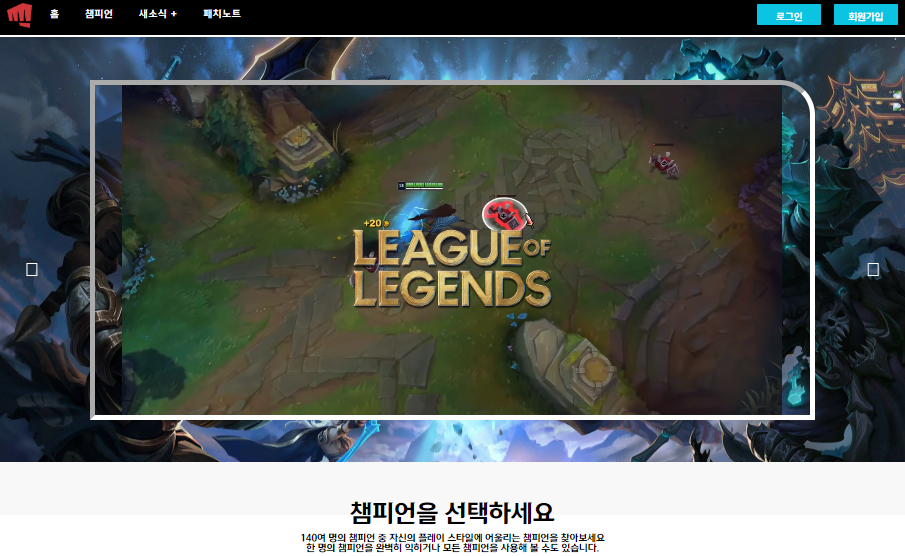 홈 챔피언 새소식 + 패치노트 로그인 회원가입
18
+20
LEAGUE OF
LEGENDS
챔피언을 선택하세요
140여 명의 챔피언 중 자신의 플레이 스타일에 어울리는 챔피언을 찾아보세요
한 명의 챔피언을 완벽히 익히거나 모든 챔피언을 사용해 볼 수도 있습니다.